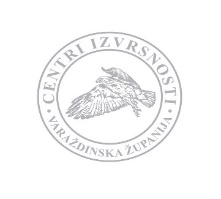 CENTRI IZVRSNOSTI
VARAŽDINSKA ŽUPANIJA